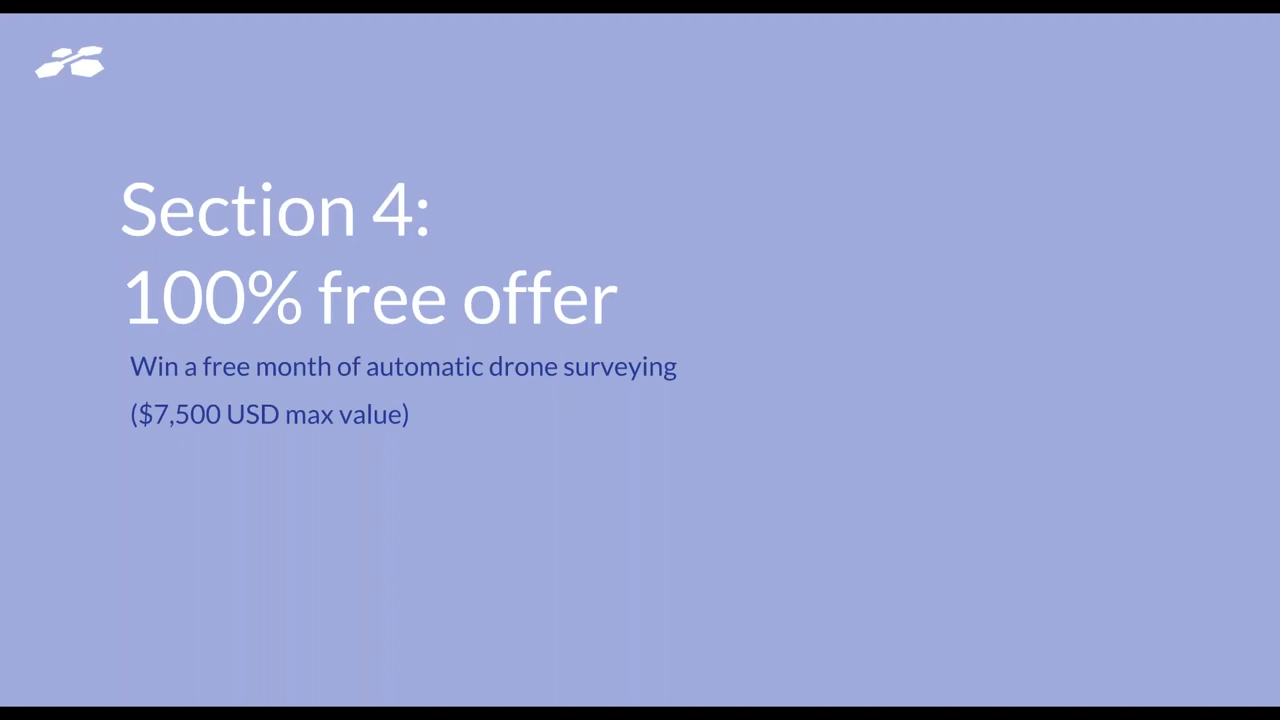 Section 4:
100% free offer
Win a free month of automatic drone surveying
($7,500 USD max value)